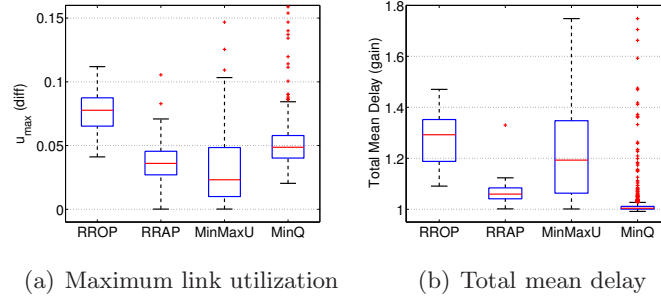 0.15
0.1
0.05
0
u_max (diff)
RROP RRAP MinMaxU MinQ
(a) Maximum link utilization
1.8
1.6
1.4
1.2
1
Total Mean Delay (gain)
RROP RRAP MinMaxU MinQ
(b) Total mean delay